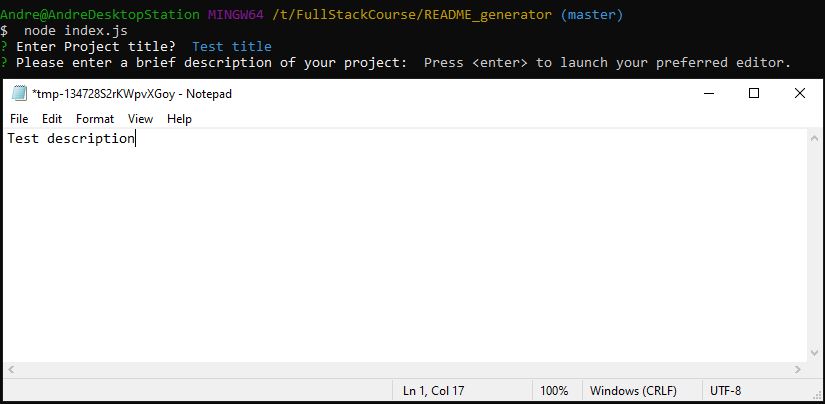 Andre@AndreDesktopStation MINGW64 /t/FullStackCourse/README_generator (master)
$  node index.js
? Enter Project title?  Test title
? Please enter a brief description of your project:  Press <enter> to launch your preferred editor.
*tmp-134728S2rKWpvXGoy - Notepad
File Edit Format View Help
Test description
Ln 1, Col 17 100% Windows (CRLF) UTF-8